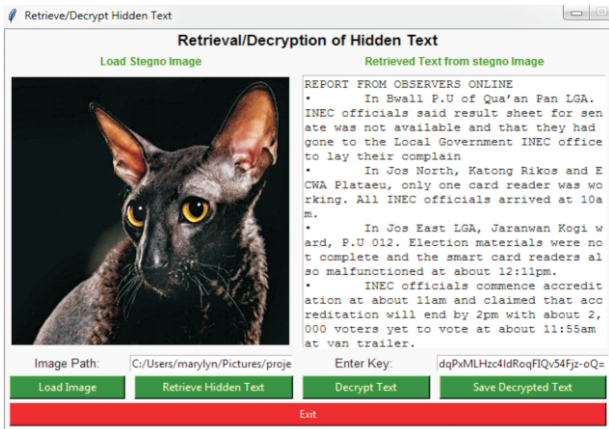 Retrieve/Decrypt Hidden Text
Retrieval/Decryption of Hidden Text
Load Stegno Image
Retrieved Text from stegno Image
REPORT FROM OBSERVERS ONLINE
• In Bwall P.U of Qua'an Pan LGA.
INEC officials said result sheet for sen
ate was not available and that they had
gone to the Local Government INEC office
to lay their complain
• In Jos North, Katong Rikos and E
CWA Plataeu, only one card reader was wo
rking. All INEC officials arrived at 10a
m.
• In Jos East LGA, Jaranwan Kogi w
ard, P.U 012. Election materials were no
t complete and the smart card readers al
so malfunctioned at about 12:11pm.
• INEC officials commence accredit
ation at about 11am and claimed that acc
reditation will end by 2pm with about 2,
000 voters yet to vote at about 11:55am
at van trailer.
Image Path:
C:/Users/marylyn/Pictures/proje
Enter Key:
dqPxMLHzc4IdRoqFIQv54Fjz-oQ=
Load Image
Retrieve Hidden Text
Decrypt Text
Save Decrypted Text
Exit